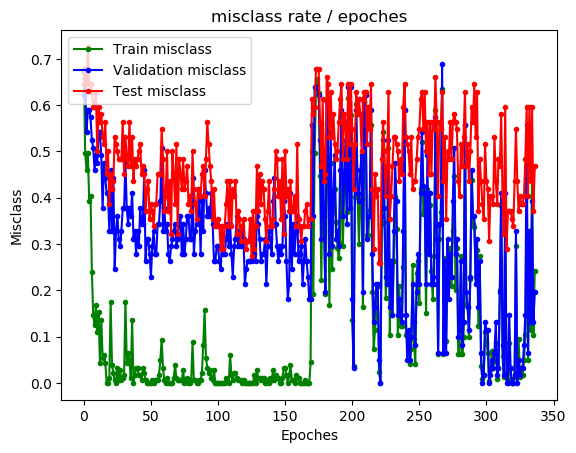 misclass rate / epoches
Train misclass
Validation misclass
Test misclass
Misclass
0.7
0.6
0.5
0.4
0.3
0.2
0.1
0.0
0 50 100 150 200 250 300 350
Epoches